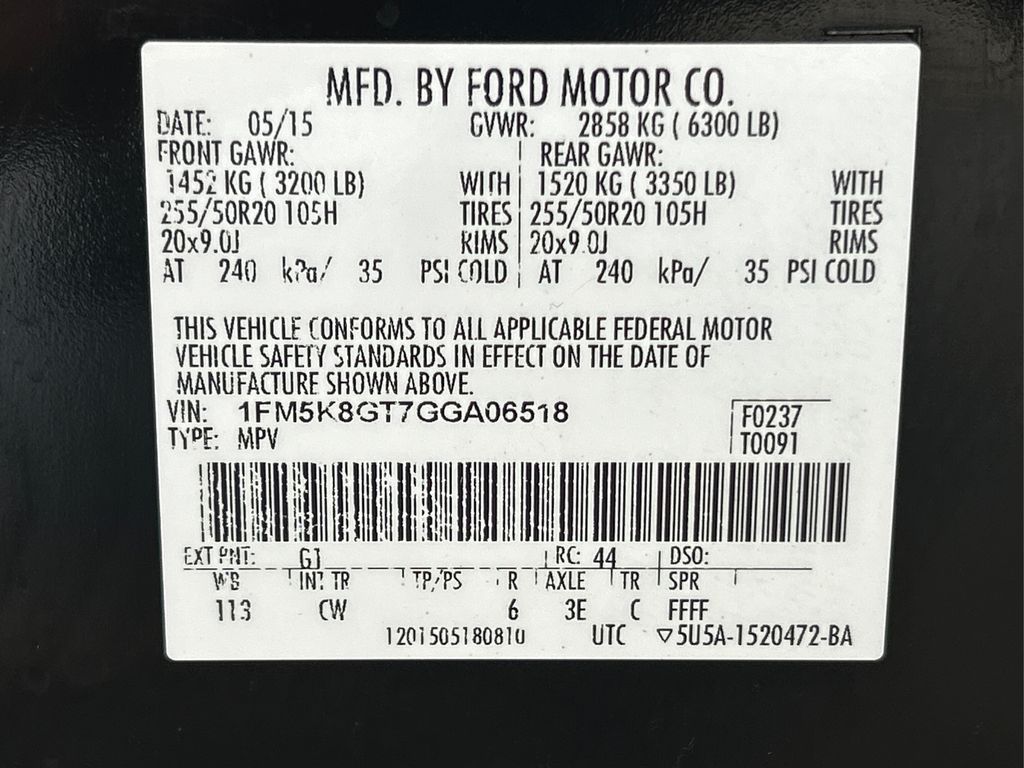 MFD. BY FORD MOTOR CO.
DATE: 05/15 GVWR: 2858 KG ( 6300 LB)
FRONT GAWR: REAR GAWR:
1452 KG ( 3200 LB) WITH 1520 KG ( 3350 LB) WITH
255/50R20 105H TIRES 255/50R20 105H TIRES
20x9.0J RIMS 20x9.0J RIMS
AT 240 kPa/ 35 PSI COLD AT 240 kPa/ 35 PSI COLD
THIS VEHICLE CONFORMS TO ALL APPLICABLE FEDERAL MOTOR
VEHICLE SAFETY STANDARDS IN EFFECT ON THE DATE OF
MANUFACTURE SHOWN ABOVE.
VIN: 1FM5K8GT7GGA06518 F0237
TYPE: MPV T0091
EXT PNT: G1 RC: 44 DSO:
WB INT TR TP/PS R AXLE TR SPR
113 CW 6 3E C FFFF
1201505180810 UTC ▽5U5A-1520472-BA